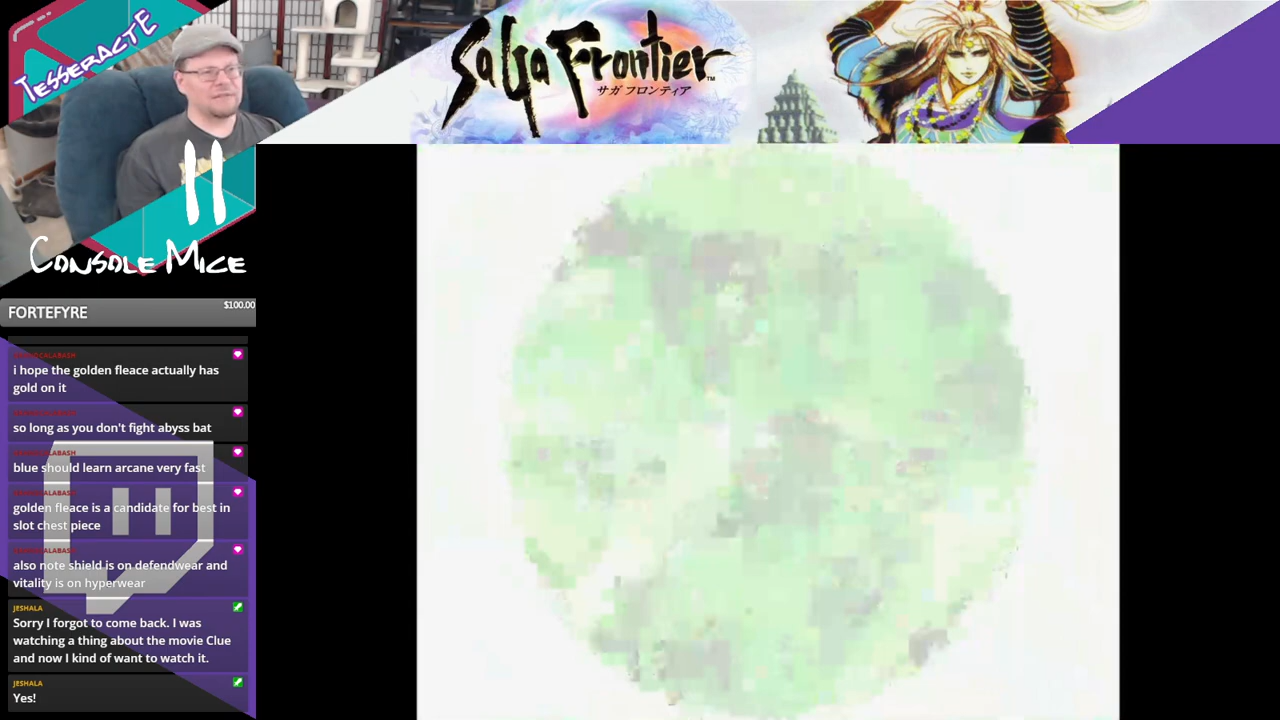 TESSERACTE
SaGa Frontier™
サガ フロンティア
II
CONSOLE MICE
FORTEFYRE
$100.00
i hope the golden fleace actually has
gold on it
so long as you don't fight abyss bat
blue should learn arcane very fast
golden fleace is a candidate for best in
slot chest piece
also note shield is on defendwear and
vitality is on hyperwear
JESHALA
Sorry I forgot to come back. I was
watching a thing about the movie Clue
and now I kind of want to watch it.
JESHALA
Yes!